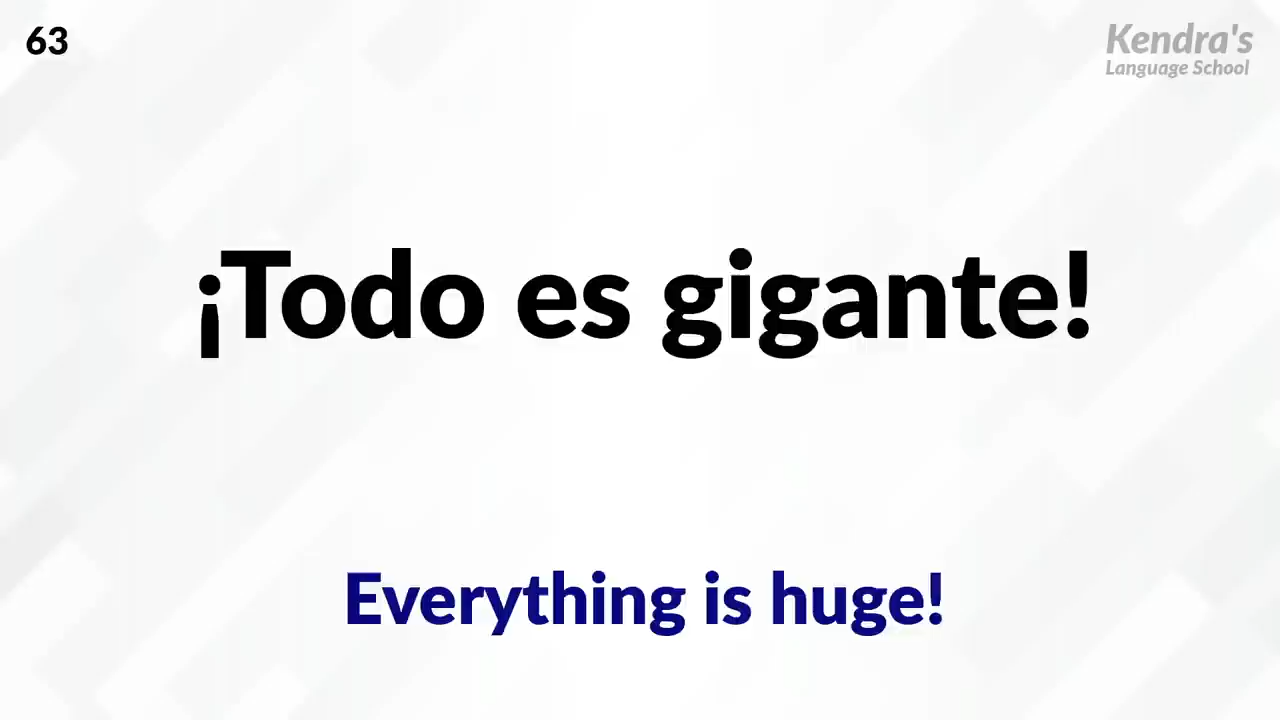 63
Kendra's
Language School
¡Todo es gigante!
Everything is huge!